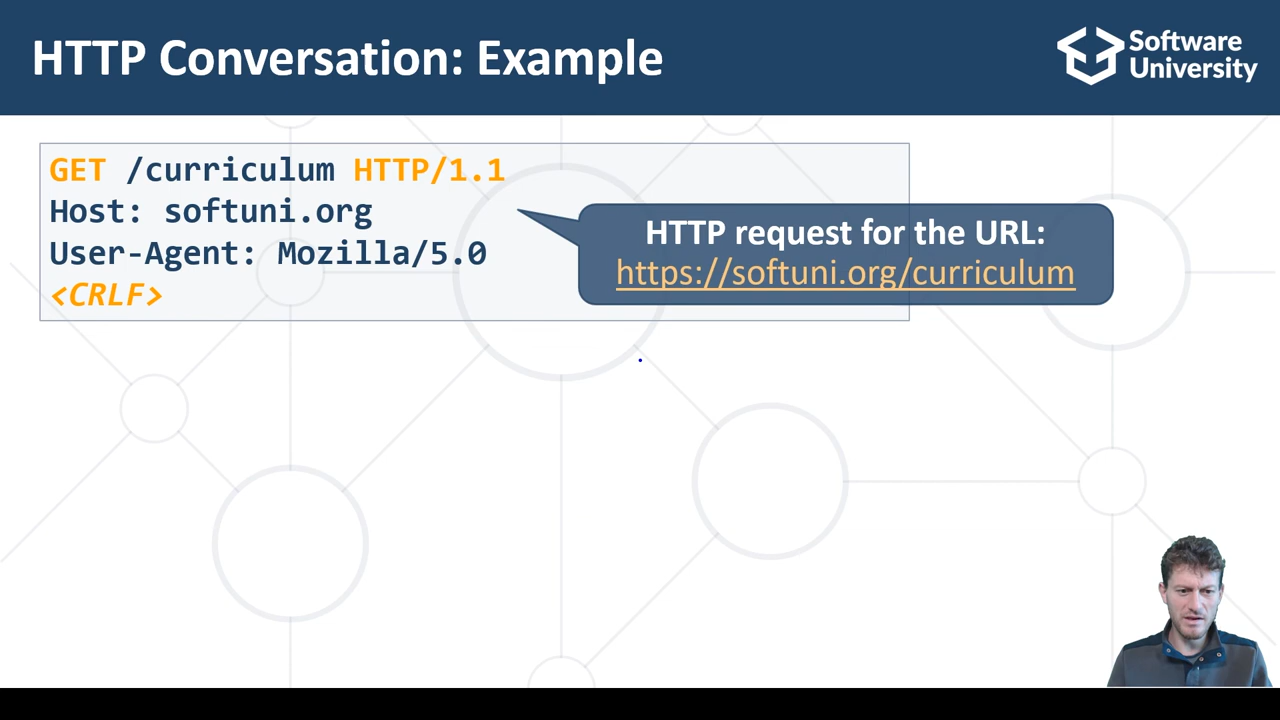 HTTP Conversation: Example
Software
University
GET /curriculum HTTP/1.1
Host: softuni.org
User-Agent: Mozilla/5.0
<CRLF>
HTTP request for the URL:
https://softuni.org/curriculum